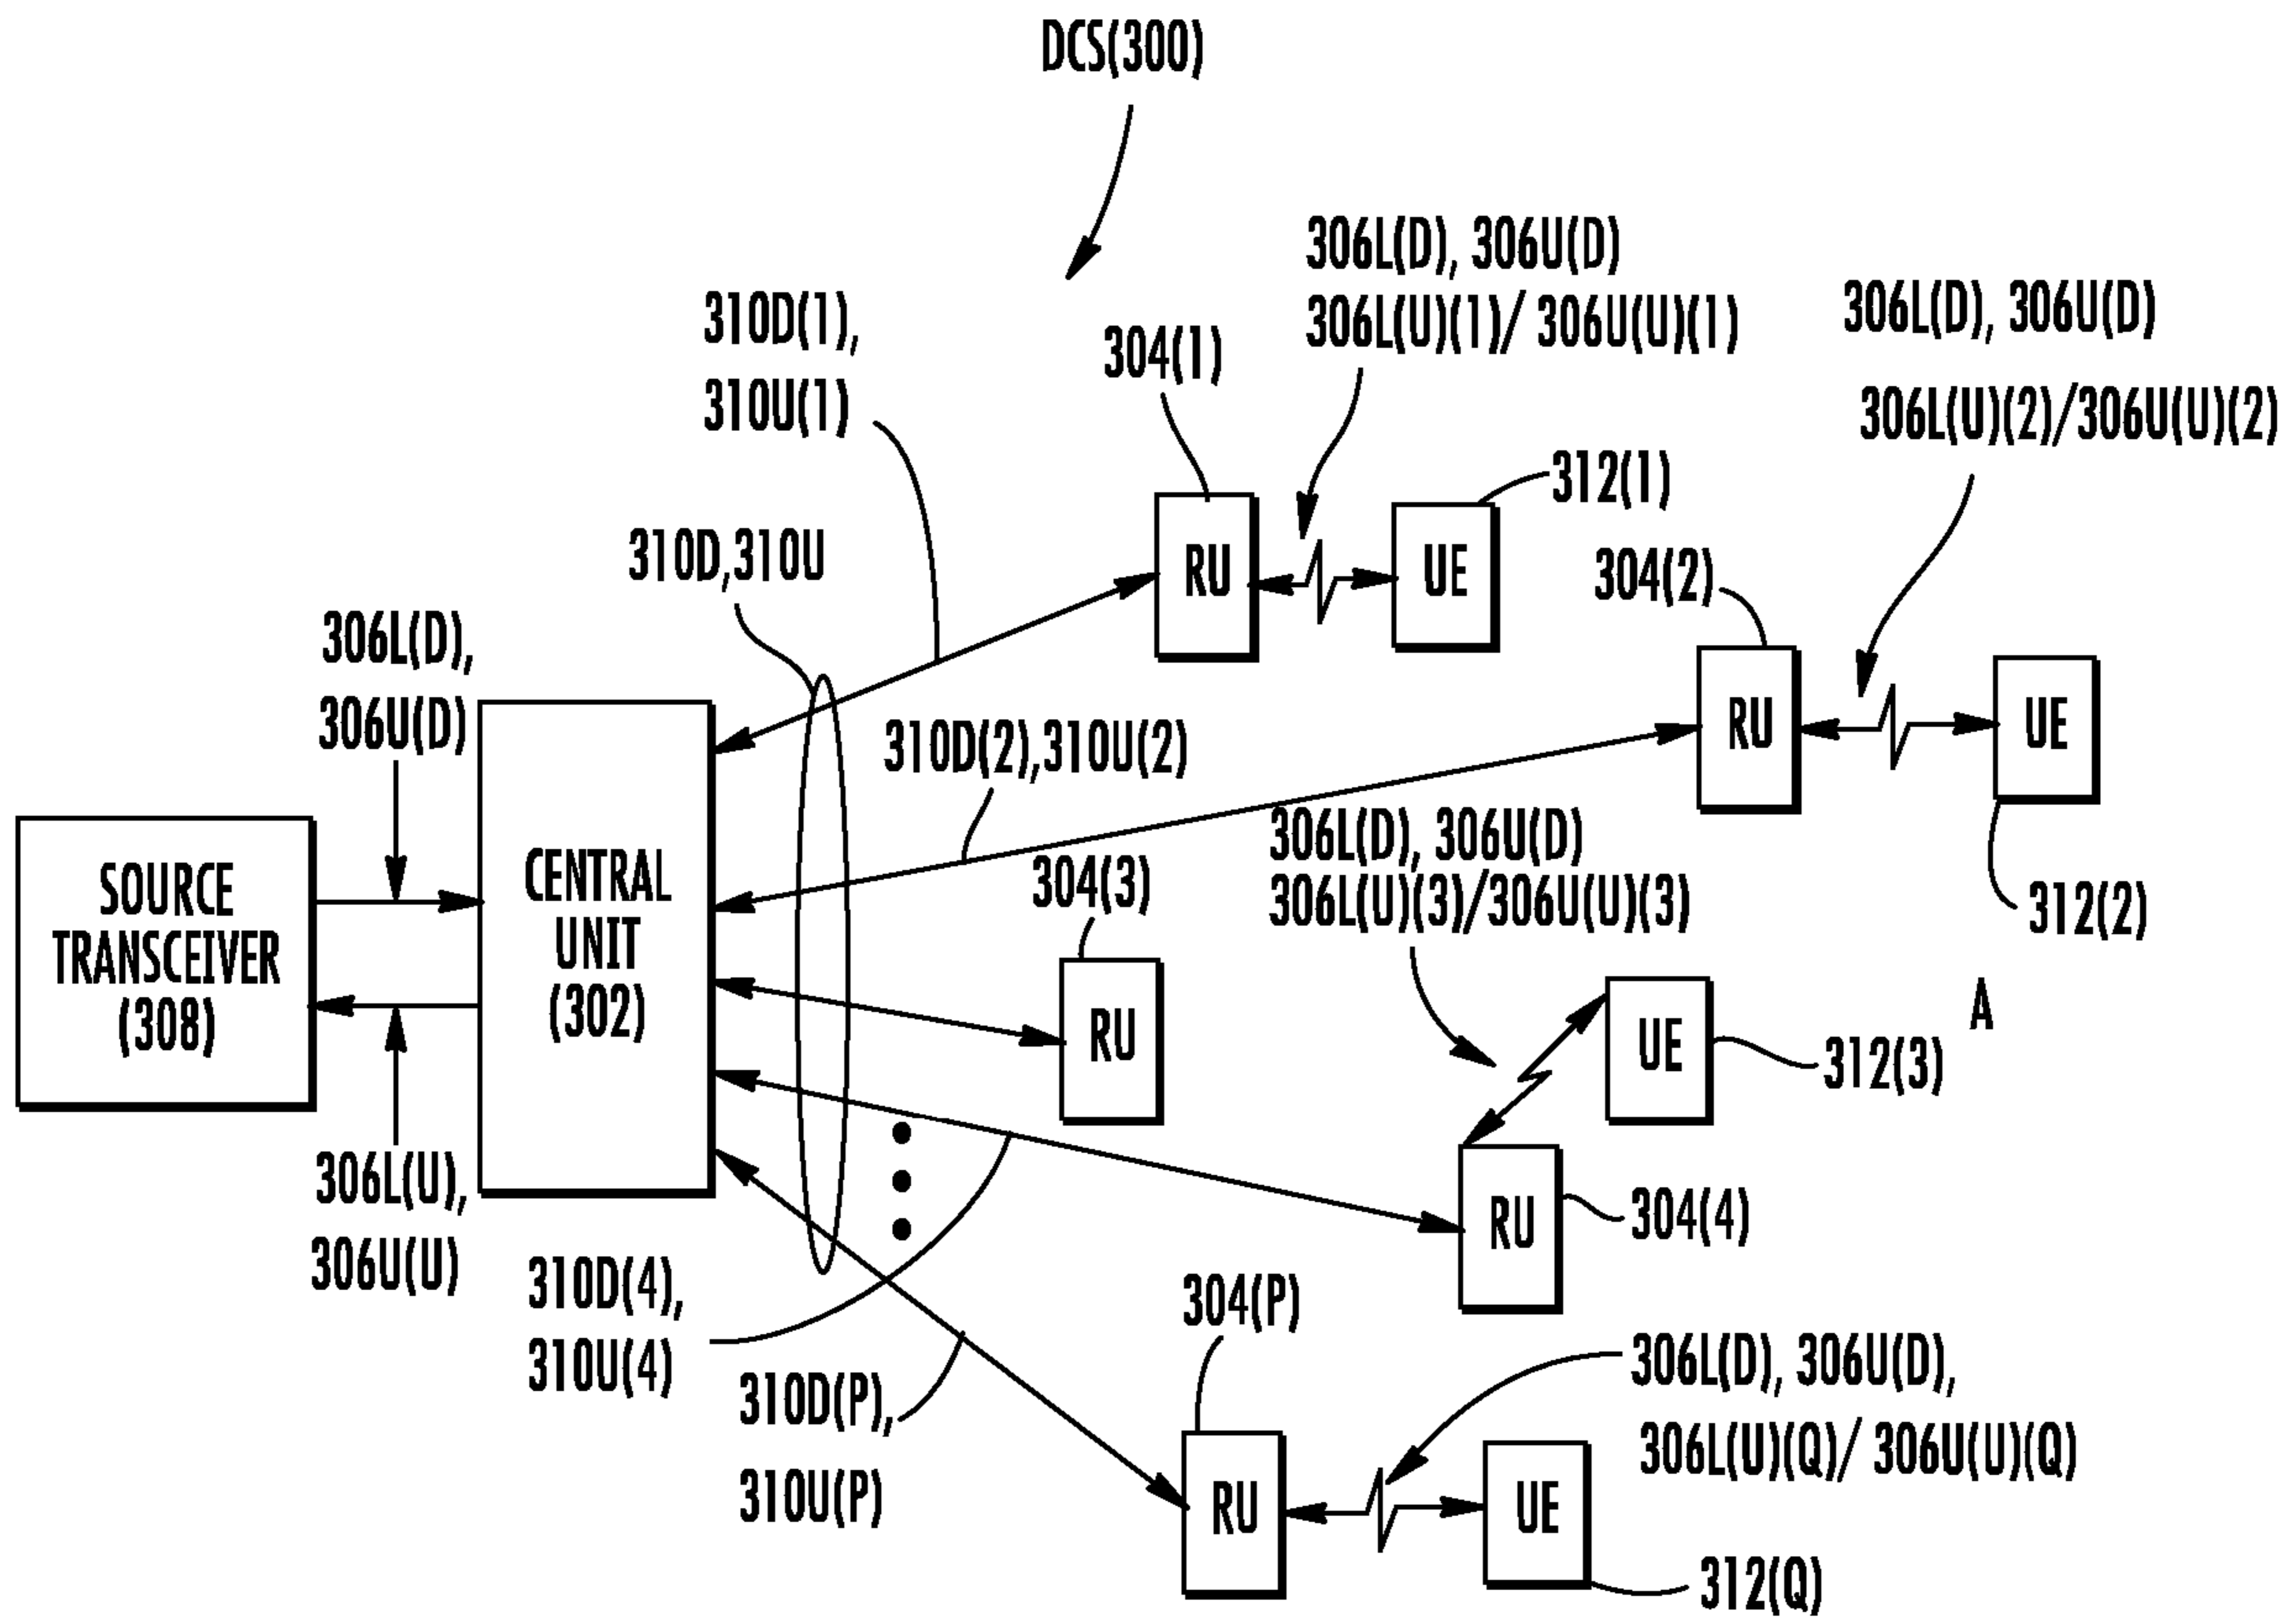 DCS(300)
306L(D), 306U(D)
306L(U)(1)/ 306U(U)(1)
306L(D), 306U(D)
306L(U)(2)/306U(U)(2)
310D(1),
310U(1)
304(1)
312(1)
310D,310U
RU
UE
304(2)
306L(D),
306U(D)
RU
UE
310D(2),310U(2)
312(2)
306L(D), 306U(D)
306L(U)(3)/306U(U)(3)
304(3)
SOURCE
TRANSCEIVER
(308)
CENTRAL
UNIT
(302)
RU
UE
A
312(3)
306L(U),
306U(U)
RU
304(4)
310D(4),
310U(4)
304(P)
310D(P),
310U(P)
306L(D), 306U(D),
306L(U)(Q)/ 306U(U)(Q)
RU
UE
312(Q)